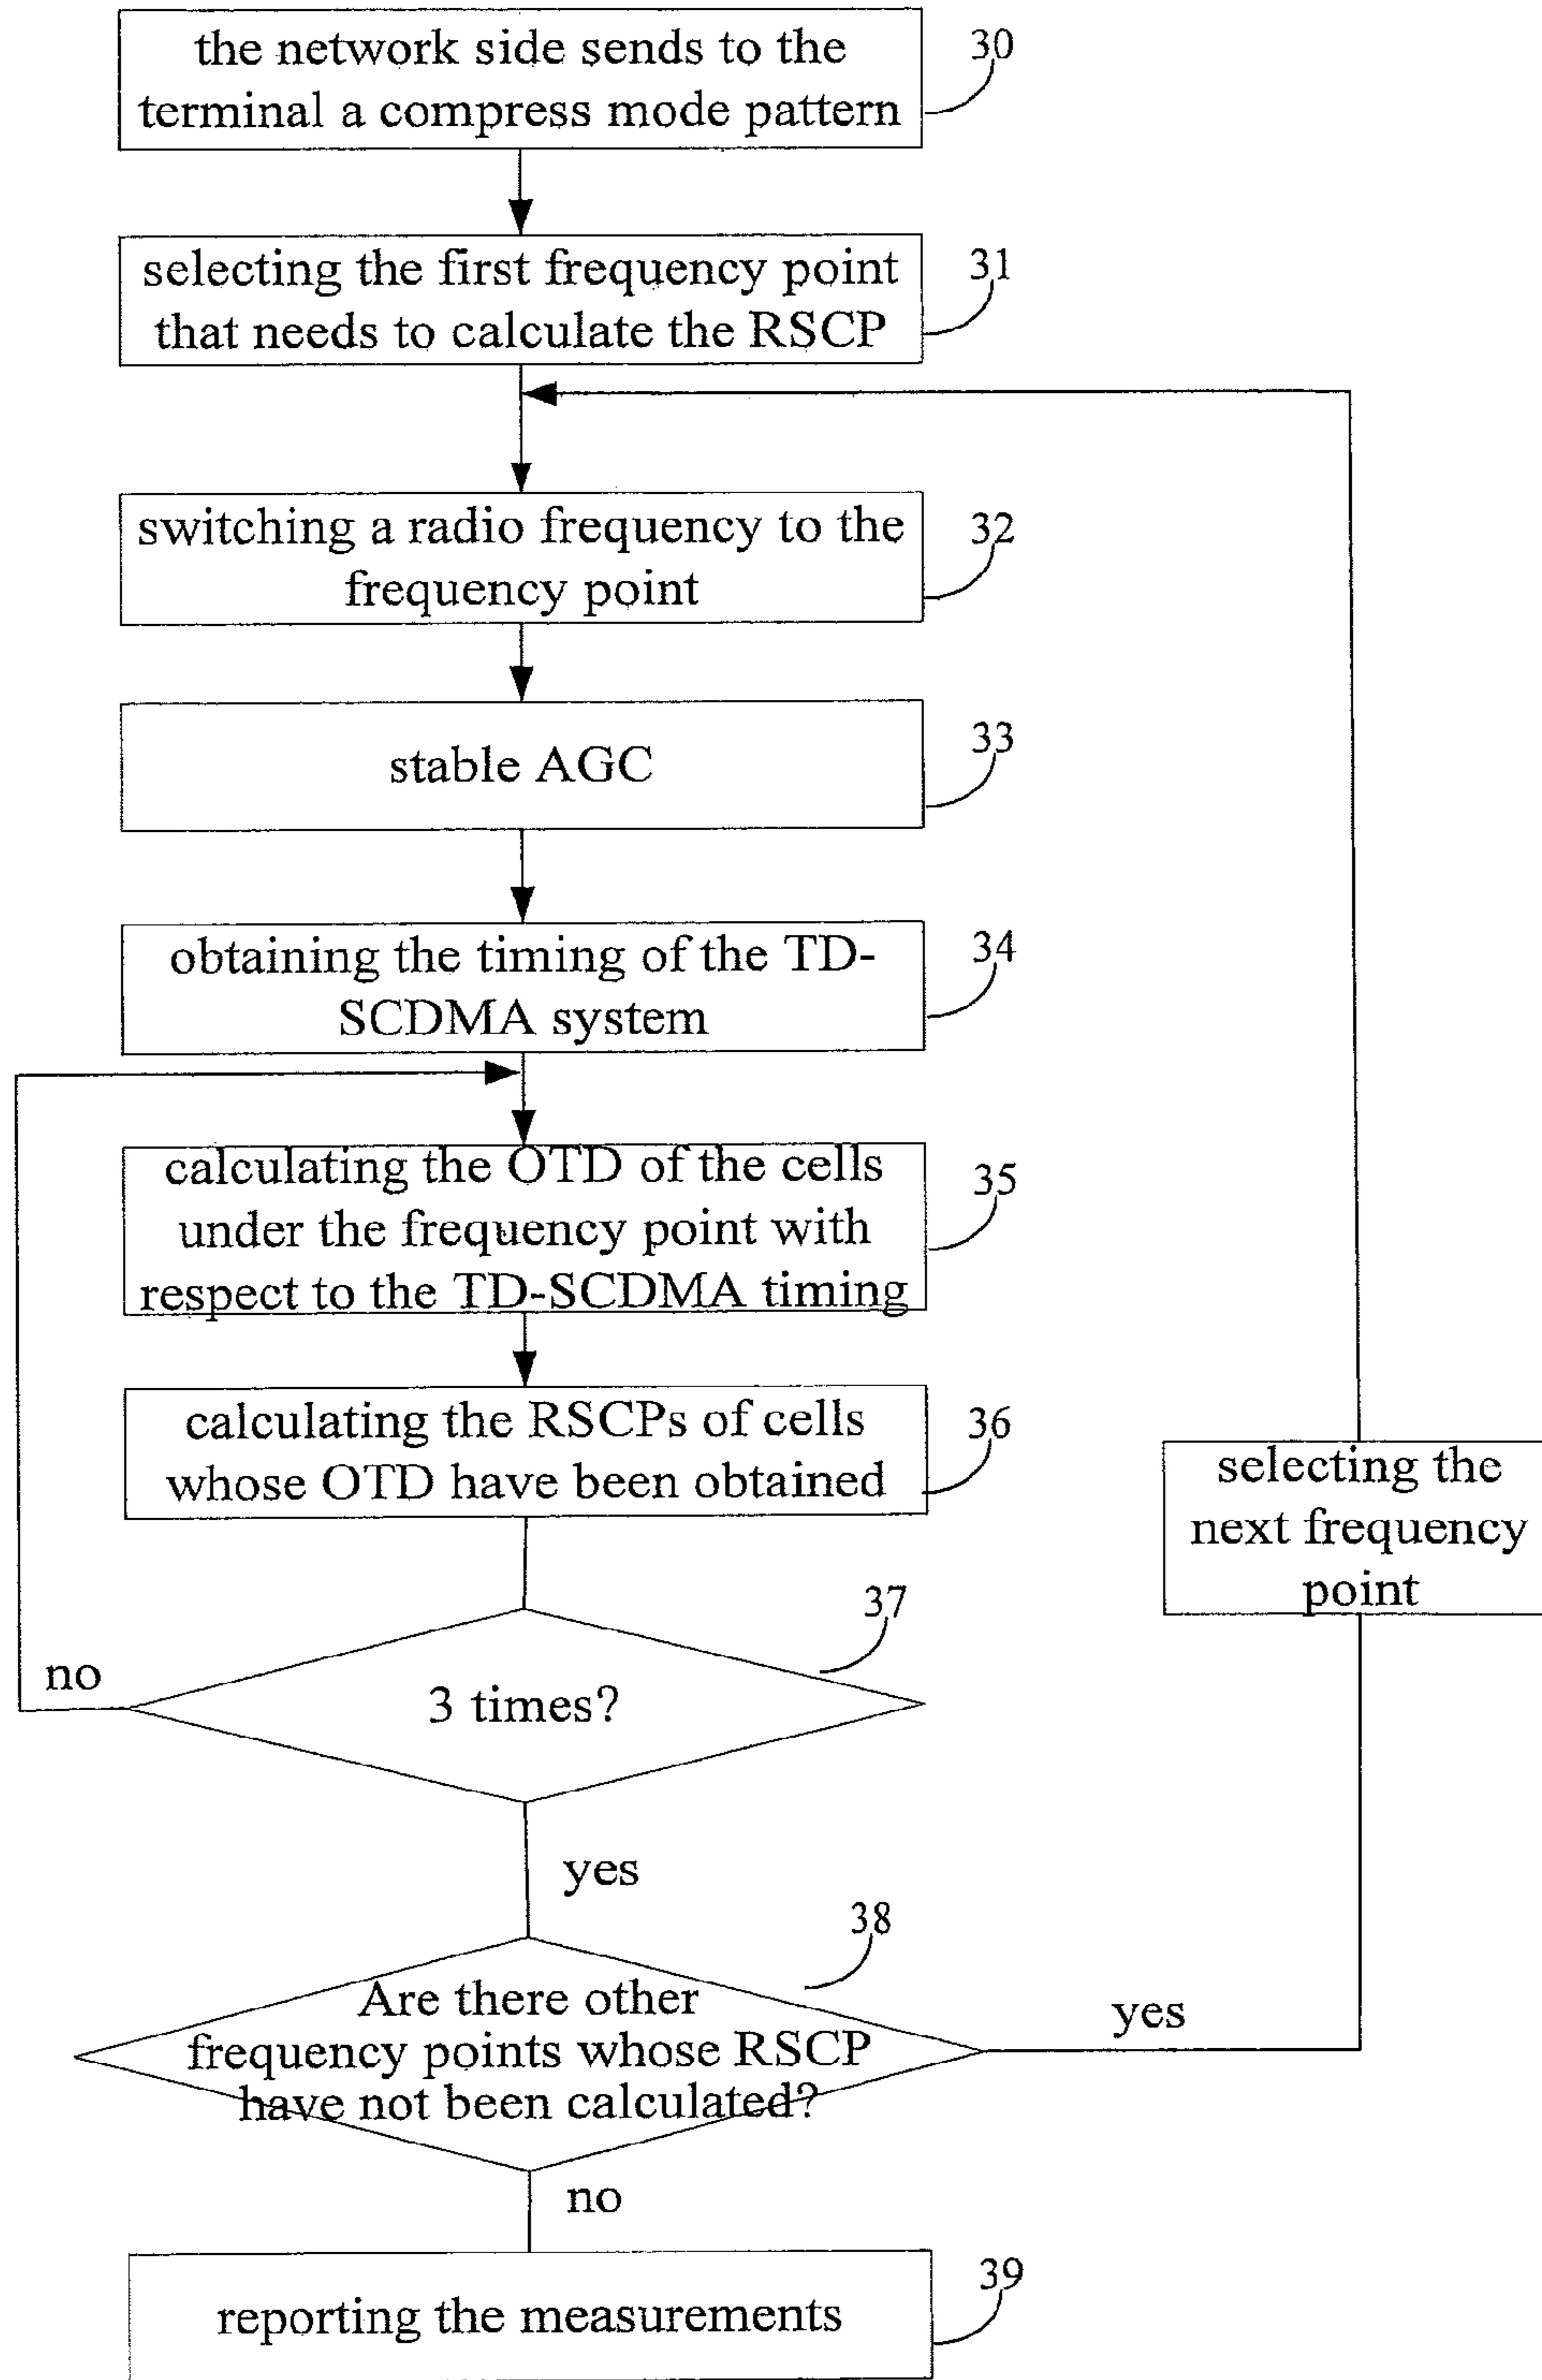 the network side sends to the
terminal a compress mode pattern
30
selecting the first frequency point
that needs to calculate the RSCP
31
switching a radio frequency to the
frequency point
32
stable AGC
33
obtaining the timing of the TD-
SCDMA system
34
calculating the OTD of the cells
under the frequency point with
respect to the TD-SCDMA timing
35
calculating the RSCPs of cells
whose OTD have been obtained
36
selecting the
next frequency
point
37
no
3 times?
yes
38
Are there other
frequency points whose RSCP
have not been calculated?
yes
no
reporting the measurements
39